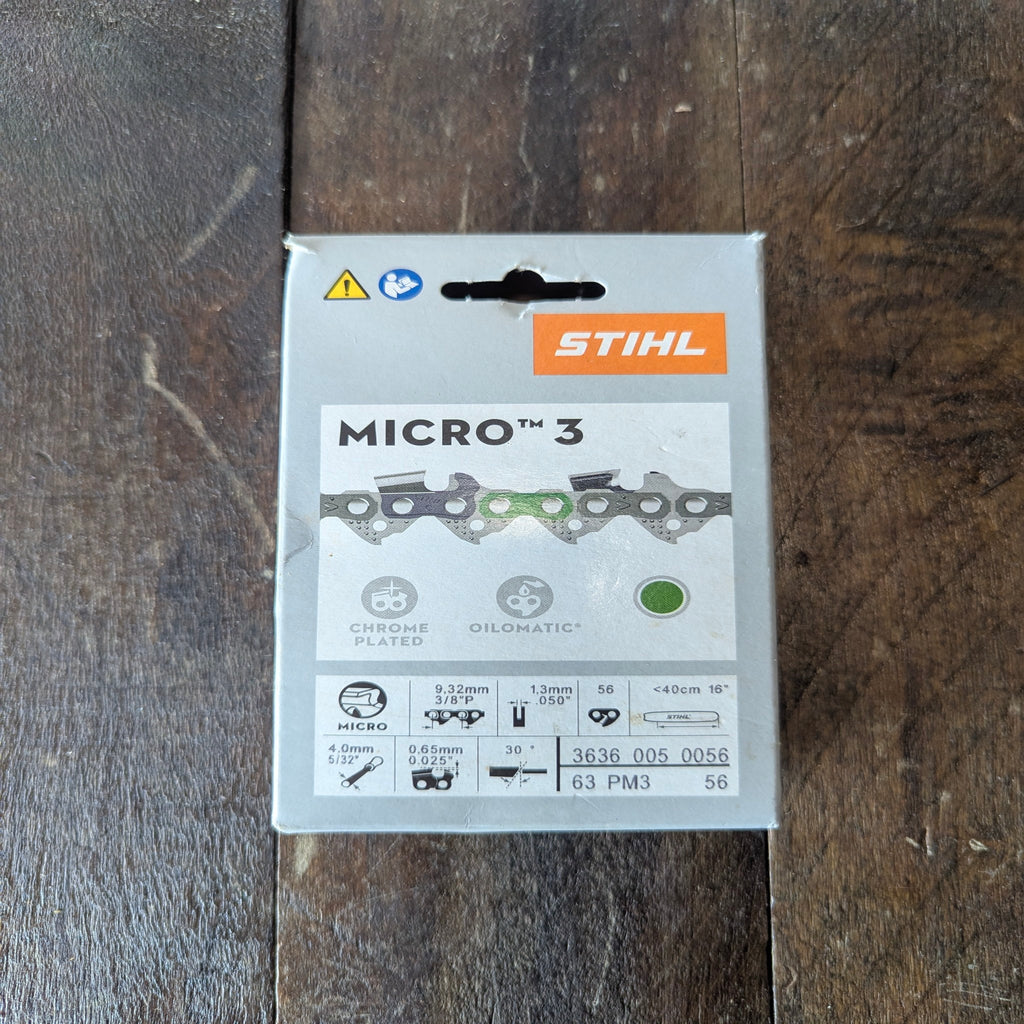 STIHL
MICRO™ 3
CHROME PLATED
OILOMATIC®
MICRO
9,32mm
3/8"P
1,3mm
.050"
56
<40cm 16"
STIHL
4.0mm
5/32"
0,65mm
0.025"
30 °
3636 005 0056
63 PM3 56